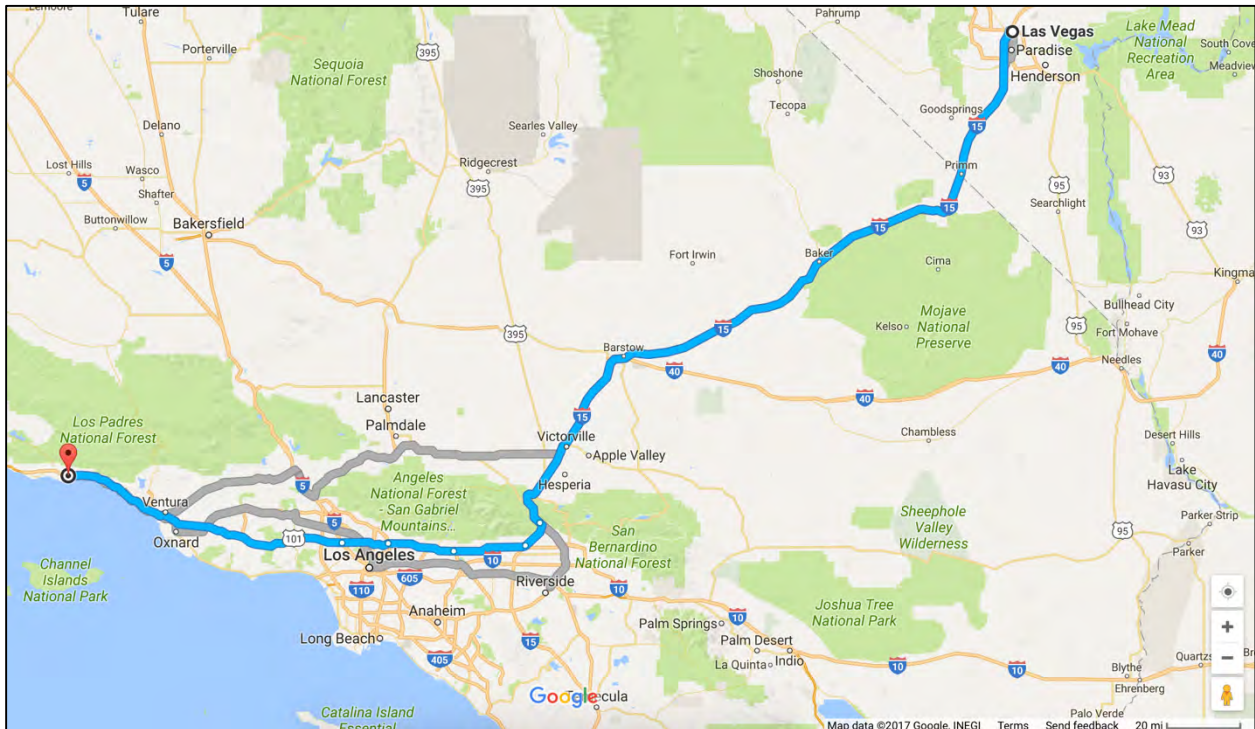 Lemoore
Tulare
395
Pahrump
Las Vegas
Paradise
Henderson
Lake Mead
National
Recreation
Area
South Cove
Meadview
Porterville
Sequoia
National Forest
Shoshone
Tecopa
Goodsprings
15
Delano
Searles Valley
Lost Hills
5
Wasco
Shafter
Ridgecrest
395
Primm
95
93
Searchlight
15
Buttonwillow
Bakersfield
5
15
93
Fort Irwin
Baker
Cima
Mojave
National
Preserve
Kelso
Bullhead City
Fort Mohave
95
Kingma
395
15
Barstow
40
Needles
40
40
40
Lancaster
Palmdale
15
Los Padres
National Forest
Victorville
Apple Valley
Hesperia
Chambless
Desert Hills
Lake
Havasu City
5
Angeles
National Forest
- San Gabriel
Mountains...
Ventura
Oxnard
5
101
Los Angeles
10
San
Bernardino
National Forest
Sheephole
Valley
Wilderness
95
Parker Strip
Parker
Channel
Islands
National Park
110
605
Riverside
10
Anaheim
Long Beach
405
15
Palm Springs
10
Palm Desert
La Quinta
Indio
Joshua Tree
National Park
10
10
10
Blythe
Ehrenberg
Quartzs
Palo Verde
Google
Catalina Island
Essential
Map data ©2017 Google, INEGI
Terms
Send feedback
20 mi